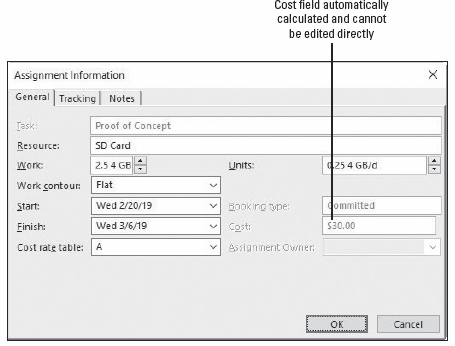 Cost field automatically
calculated and cannot
be edited directly
Assignment Information
General Tracking Notes
Task: Proof of Concept
Resource: SD Card
Work: 2.5 4 GB Units: 0.25 4 GB/d
Work contour: Flat
Start: Wed 2/20/19 Booking type: Committed
Finish: Wed 3/6/19 Cost: $30.00
Cost rate table: A Assignment Owner:
OK Cancel